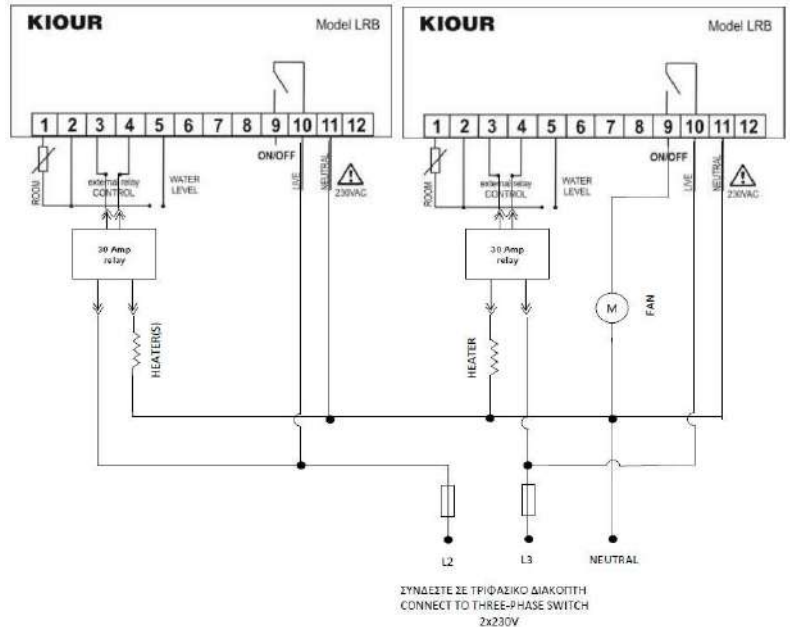 KIOUR Model LRB
1 2 3 4 5 6 7 8 9 10 11 12
ROOM
external relay
CONTROL
WATER
LEVEL
ON/OFF
LIVE
NEUTRAL
230VAC
30 Amp
relay
HEATER(S)
KIOUR Model LRB
1 2 3 4 5 6 7 8 9 10 11 12
ROOM
external relay
CONTROL
WATER
LEVEL
ON/OFF
LIVE
NEUTRAL
230VAC
30 Amp
relay
HEATER
M
FAN
L2
L3
NEUTRAL
ΣΥΝΔΕΣΤΕ ΣΕ ΤΡΙΦΑΣΙΚΟ ΔΙΑΚΟΠΤΗ
CONNECT TO THREE-PHASE SWITCH
2x230V